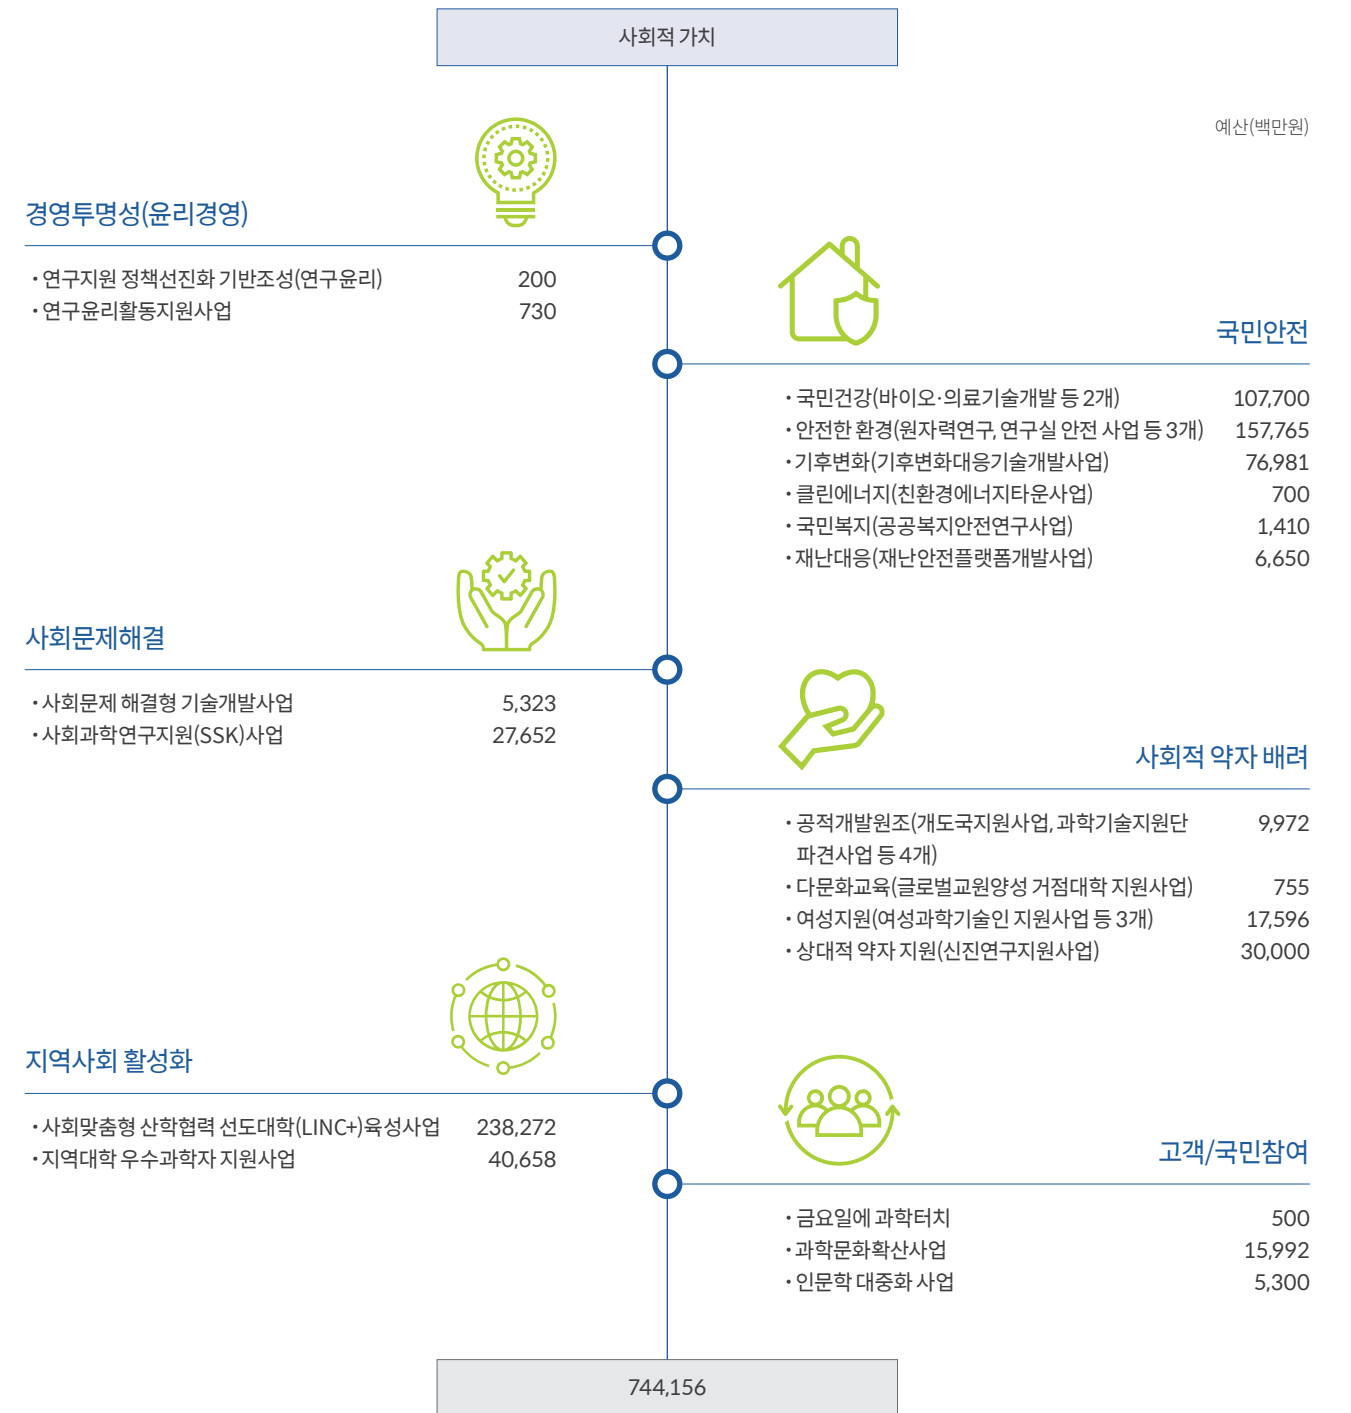 사회적 가치
예산(백만원)
경영투명성(윤리경영)
· 연구지원 정책선진화 기반조성(연구윤리) 200
· 연구윤리활동지원사업 730
국민안전
· 국민건강(바이오·의료기술개발 등 2개) 107,700
· 안전한 환경(원자력연구, 연구실 안전 사업 등 3개) 157,765
· 기후변화(기후변화대응기술개발사업) 76,981
· 클린에너지(친환경에너지타운사업) 700
· 국민복지(공공복지안전연구사업) 1,410
· 재난대응(재난안전플랫폼개발사업) 6,650
사회문제해결
· 사회문제 해결형 기술개발사업 5,323
· 사회과학연구지원(SSK)사업 27,652
사회적 약자 배려
· 공적개발원조(개도국지원사업, 과학기술지원단 9,972
파견사업 등 4개)
· 다문화교육(글로벌교원양성 거점대학 지원사업) 755
· 여성지원(여성과학기술인 지원사업 등 3개) 17,596
· 상대적 약자 지원(신진연구지원사업) 30,000
지역사회 활성화
· 사회맞춤형 산학협력 선도대학(LINC+)육성사업 238,272
· 지역대학 우수과학자 지원사업 40,658
고객/국민참여
· 금요일에 과학터치 500
· 과학문화확산사업 15,992
· 인문학 대중화 사업 5,300
744,156